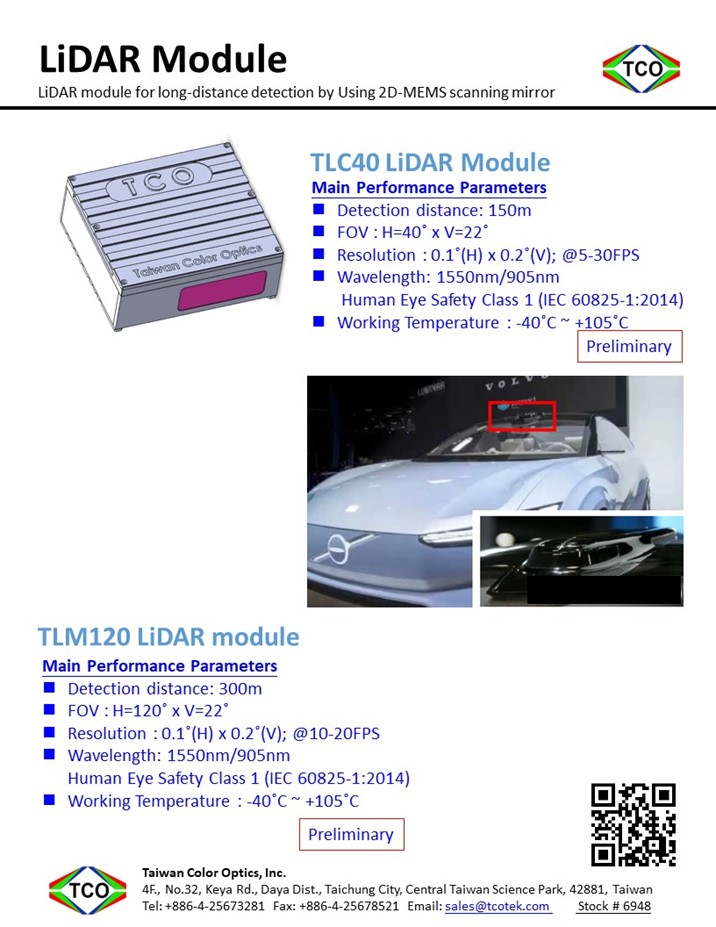 LiDAR Module
LiDAR module for long-distance detection by Using 2D-MEMS scanning mirror
TCO
TCO
Taiwan Color Optics
TLC40 LiDAR Module
Main Performance Parameters
Detection distance: 150m
FOV : H=40˚ x V=22˚
Resolution : 0.1˚(H) x 0.2˚(V); @5-30FPS
Wavelength: 1550nm/905nm
Human Eye Safety Class 1 (IEC 60825-1:2014)
Working Temperature : -40˚C ~ +105˚C
Preliminary
LUMINAR
VOLVO
TLM120 LiDAR module
Main Performance Parameters
Detection distance: 300m
FOV : H=120˚ x V=22˚
Resolution : 0.1˚(H) x 0.2˚(V); @10-20FPS
Wavelength: 1550nm/905nm
Human Eye Safety Class 1 (IEC 60825-1:2014)
Working Temperature : -40˚C ~ +105˚C
Preliminary
TCO
Taiwan Color Optics, Inc.
4F., No.32, Keya Rd., Daya Dist., Taichung City, Central Taiwan Science Park, 42881, Taiwan
Tel: +886-4-25673281 Fax: +886-4-25678521 Email: sales@tcotek.com Stock # 6948